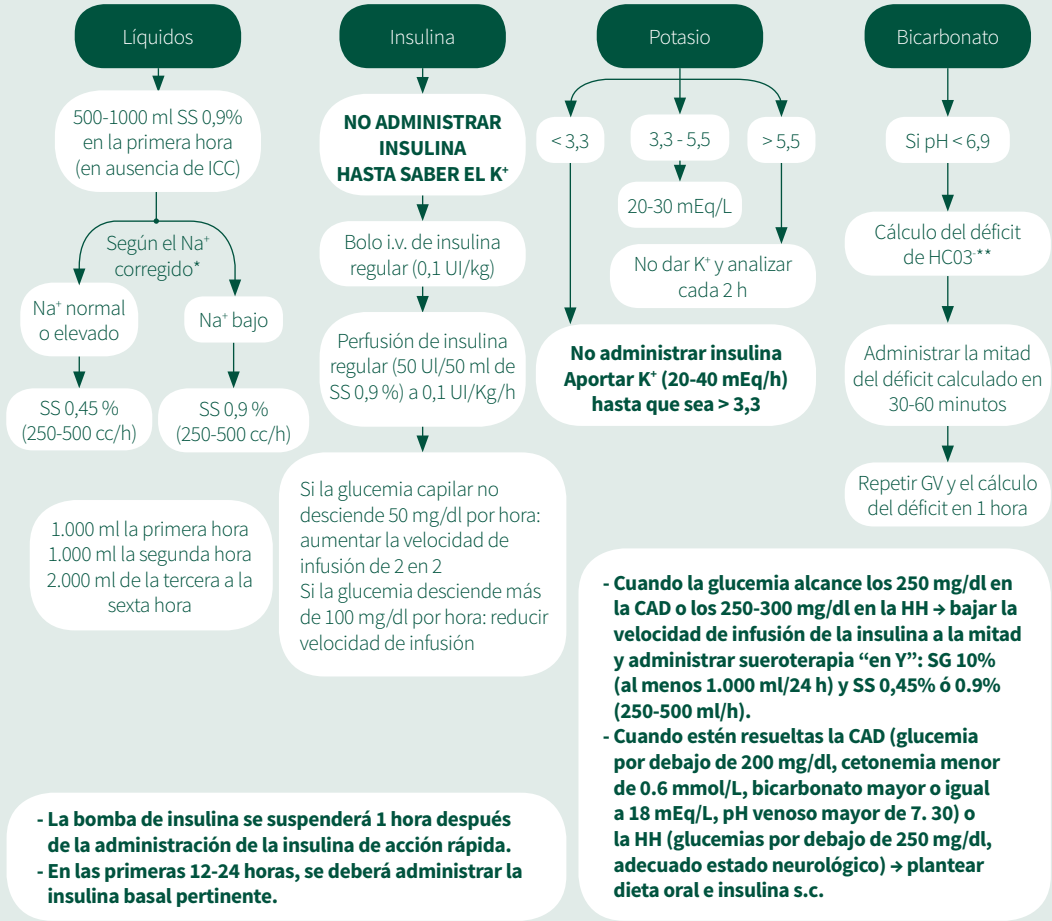 Líquidos
500-1000 ml SS 0,9%
en la primera hora
(en ausencia de ICC)
Según el Na⁺
corregido*
Na⁺ normal
o elevado
Na⁺ bajo
SS 0,45 %
(250-500 cc/h)
SS 0,9 %
(250-500 cc/h)
1.000 ml la primera hora
1.000 ml la segunda hora
2.000 ml de la tercera a la
sexta hora
Insulina
NO ADMINISTRAR
INSULINA
HASTA SABER EL K⁺
Bolo i.v. de insulina
regular (0,1 UI/kg)
Perfusión de insulina
regular (50 UI/50 ml de
SS 0,9 %) a 0,1 UI/Kg/h
Si la glucemia capilar no
desciende 50 mg/dl por hora:
aumentar la velocidad de
infusión de 2 en 2
Si la glucemia desciende más
de 100 mg/dl por hora: reducir
velocidad de infusión
Potasio
< 3,3
3,3 - 5,5
> 5,5
20-30 mEq/L
No dar K⁺ y analizar
cada 2 h
No administrar insulina
Aportar K⁺ (20-40 mEq/h)
hasta que sea > 3,3
Bicarbonato
Si pH < 6,9
Cálculo del déficit
de HC03⁻**
Administrar la mitad
del déficit calculado en
30-60 minutos
Repetir GV y el cálculo
del déficit en 1 hora
- Cuando la glucemia alcance los 250 mg/dl en
la CAD o los 250-300 mg/dl en la HH → bajar la
velocidad de infusión de la insulina a la mitad
y administrar sueroterapia “en Y”: SG 10%
(al menos 1.000 ml/24 h) y SS 0,45% ó 0.9%
(250-500 ml/h).
- Cuando estén resueltas la CAD (glucemia
por debajo de 200 mg/dl, cetonemia menor
de 0.6 mmol/L, bicarbonato mayor o igual
a 18 mEq/L, pH venoso mayor de 7. 30) o
la HH (glucemias por debajo de 250 mg/dl,
adecuado estado neurológico) → plantear
dieta oral e insulina s.c.
- La bomba de insulina se suspenderá 1 hora después
de la administración de la insulina de acción rápida.
- En las primeras 12-24 horas, se deberá administrar la
insulina basal pertinente.